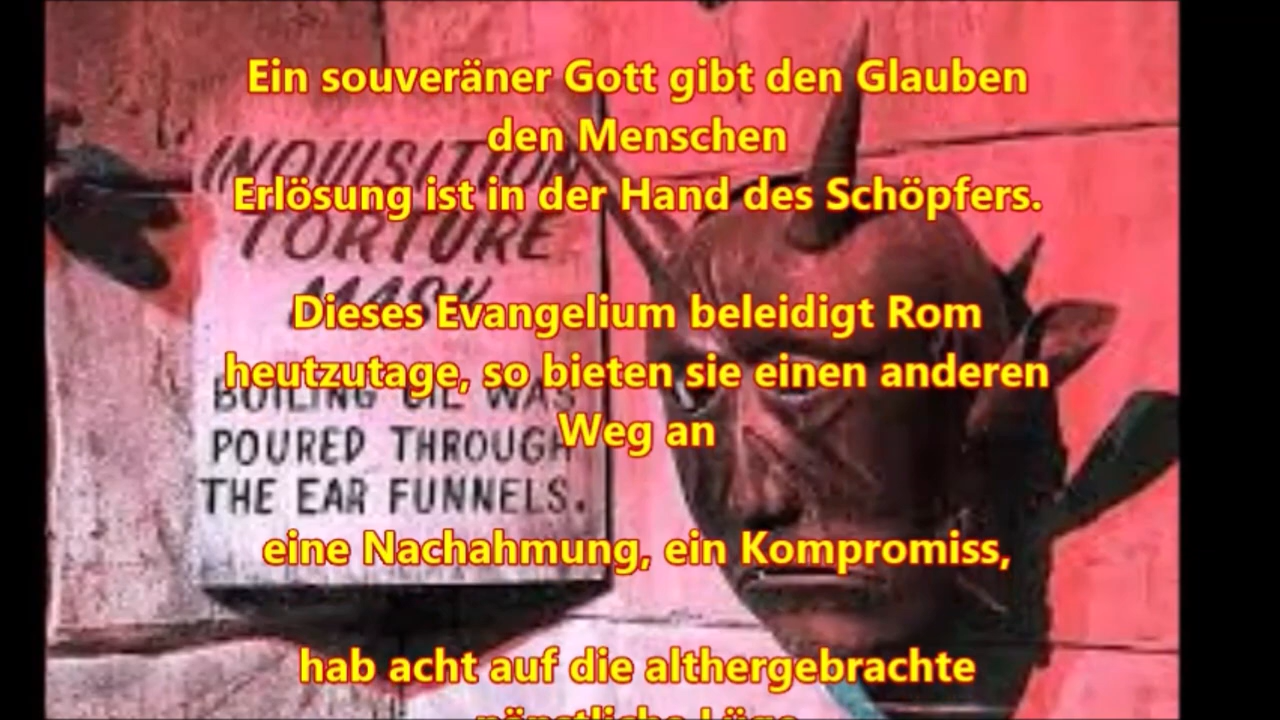 Ein souveräner Gott gibt den Glauben
den Menschen
Erlösung ist in der Hand des Schöpfers.
Dieses Evangelium beleidigt Rom
heutzutage, so bieten sie einen anderen
Weg an
eine Nachahmung, ein Kompromiss,
hab acht auf die althergebrachte
päpstliche Lüge
INQUISITION
TORTURE
MASK
BOILING OIL WAS
POURED THROUGH
THE EAR FUNNELS.